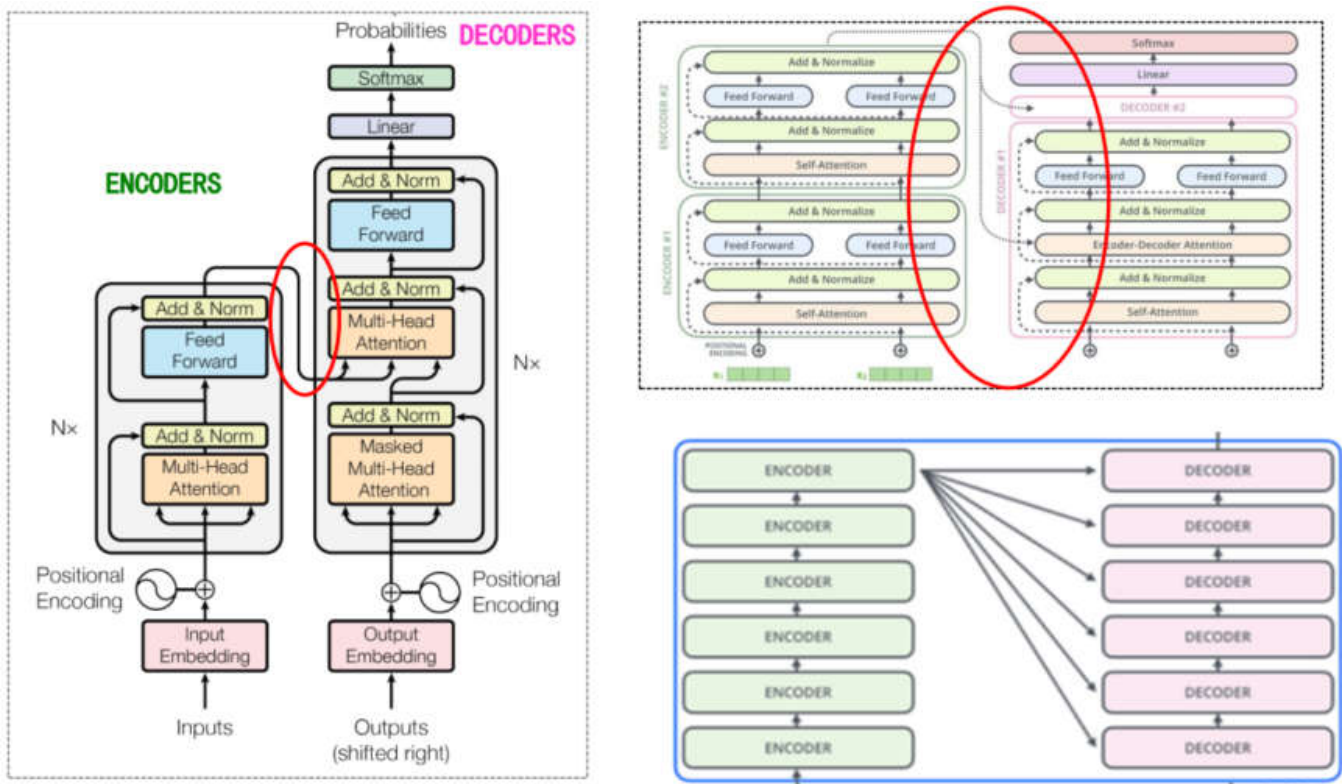 Probabilities
DECODERS
Softmax
Linear
ENCODERS
Add & Norm
Feed
Forward
Add & Norm
Multi-Head
Attention
Nx
Add & Norm
Feed
Forward
Nx
Add & Norm
Multi-Head
Attention
Add & Norm
Masked
Multi-Head
Attention
Positional
Encoding
Positional
Encoding
Input
Embedding
Output
Embedding
Inputs
Outputs
(shifted right)
ENCODER #2
Add & Normalize
Feed Forward
Feed Forward
Add & Normalize
Self-Attention
ENCODER #1
Add & Normalize
Feed Forward
Feed Forward
Add & Normalize
Self-Attention
POSITIONAL
ENCODING
Softmax
Linear
DECODER #2
DECODER #1
Add & Normalize
Feed Forward
Feed Forward
Add & Normalize
Encoder-Decoder Attention
Add & Normalize
Self-Attention
ENCODER
ENCODER
ENCODER
ENCODER
ENCODER
ENCODER
DECODER
DECODER
DECODER
DECODER
DECODER
DECODER